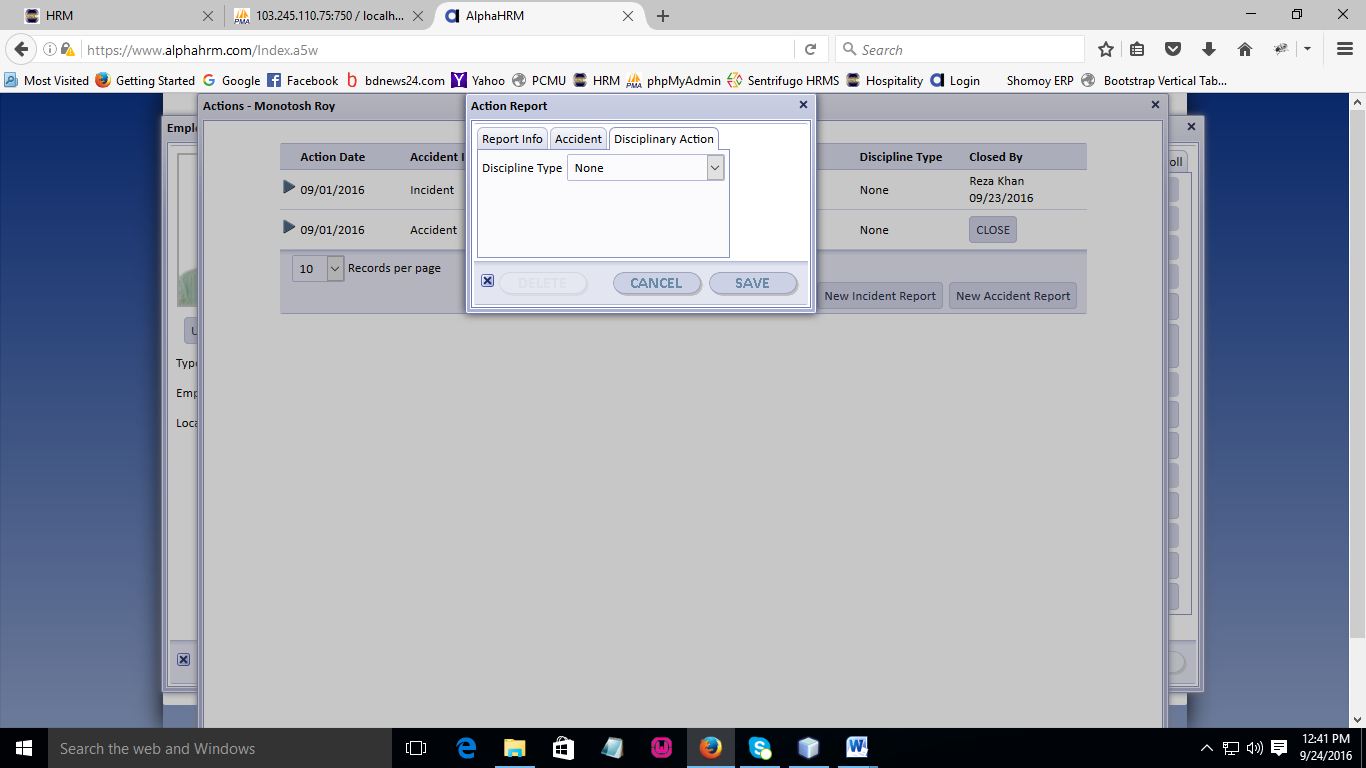 HRM
103.245.110.75:750 / localh...
AlphaHRM
https://www.alphahrm.com/Index.a5w
Search
Most Visited
Getting Started
Google
Facebook
bdnews24.com
Yahoo
PCMU
HRM
phpMyAdmin
Sentrifugo HRMS
Hospitality
Login
Shomoy ERP
Bootstrap Vertical Tab...
Actions - Monotosh Roy
Action Report
Report Info
Accident
Disciplinary Action
Discipline Type
None
DELETE
CANCEL
SAVE
Action Date
Discipline Type
Closed By
09/01/2016
Incident
None
Reza Khan
09/23/2016
09/01/2016
Accident
None
CLOSE
10
Records per page
New Incident Report
New Accident Report
Search the web and Windows
12:41 PM
9/24/2016